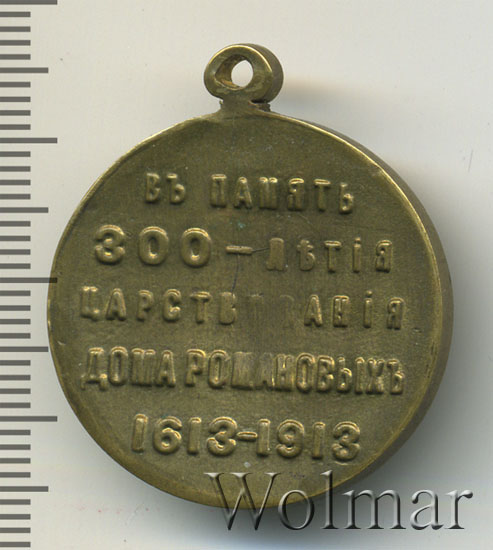 ВЪ ПАМЯТЬ
300-ЛѢТІЯ
ЦАРСТВОВАНІЯ
ДОМА РОМАНОВЫХЪ
1613-1913
Wolmar